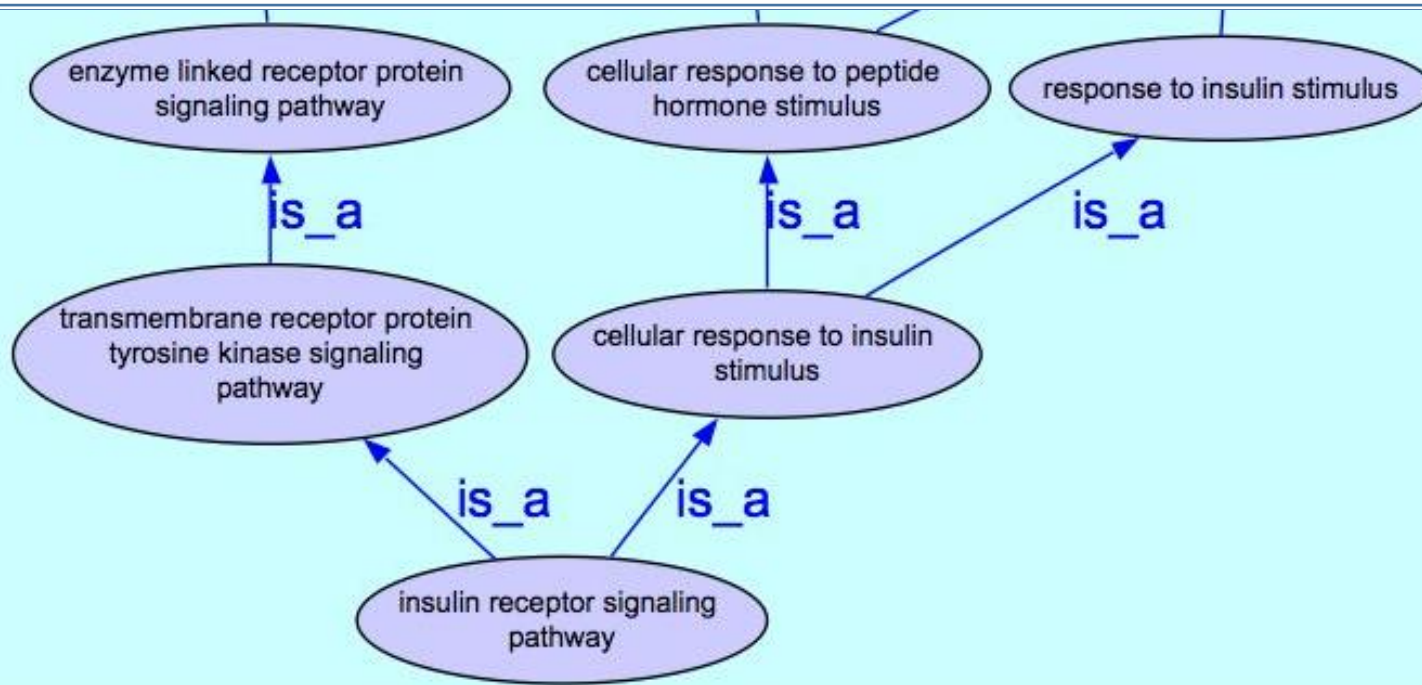 enzyme linked receptor protein
signaling pathway
cellular response to peptide
hormone stimulus
response to insulin stimulus
is_a
is_a
is_a
transmembrane receptor protein
tyrosine kinase signaling
pathway
cellular response to insulin
stimulus
is_a
is_a
insulin receptor signaling
pathway